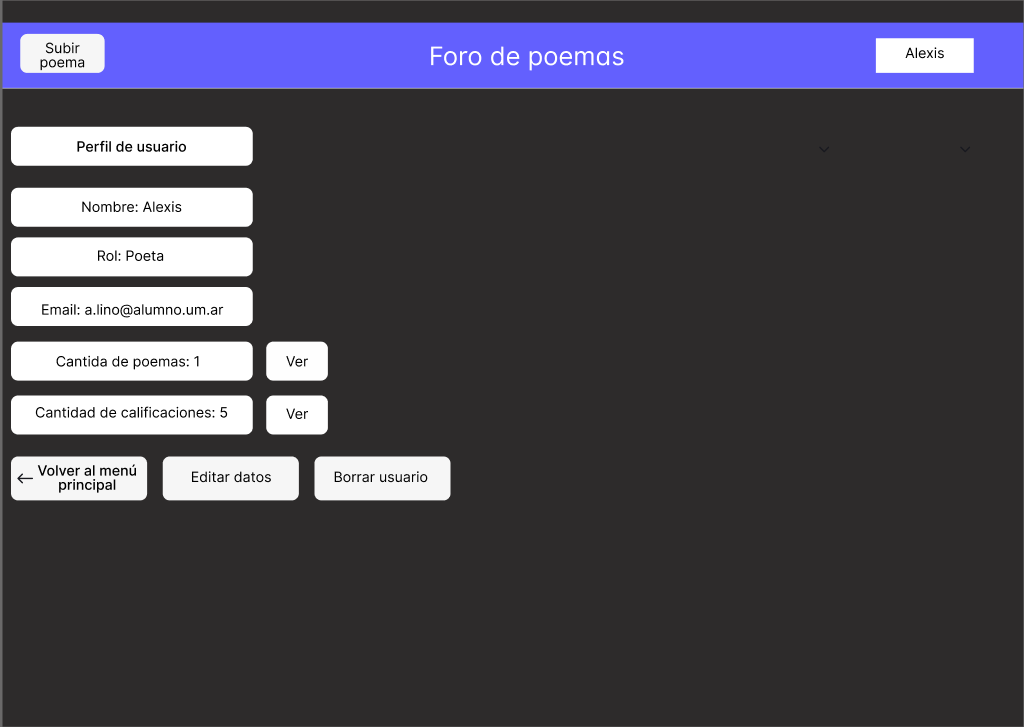 Subir
poema
Foro de poemas
Alexis
Perfil de usuario
Nombre: Alexis
Rol: Poeta
Email: a.lino@alumno.um.ar
Cantida de poemas: 1
Ver
Cantidad de calificaciones: 5
Ver
Volver al menú
principal
Editar datos
Borrar usuario